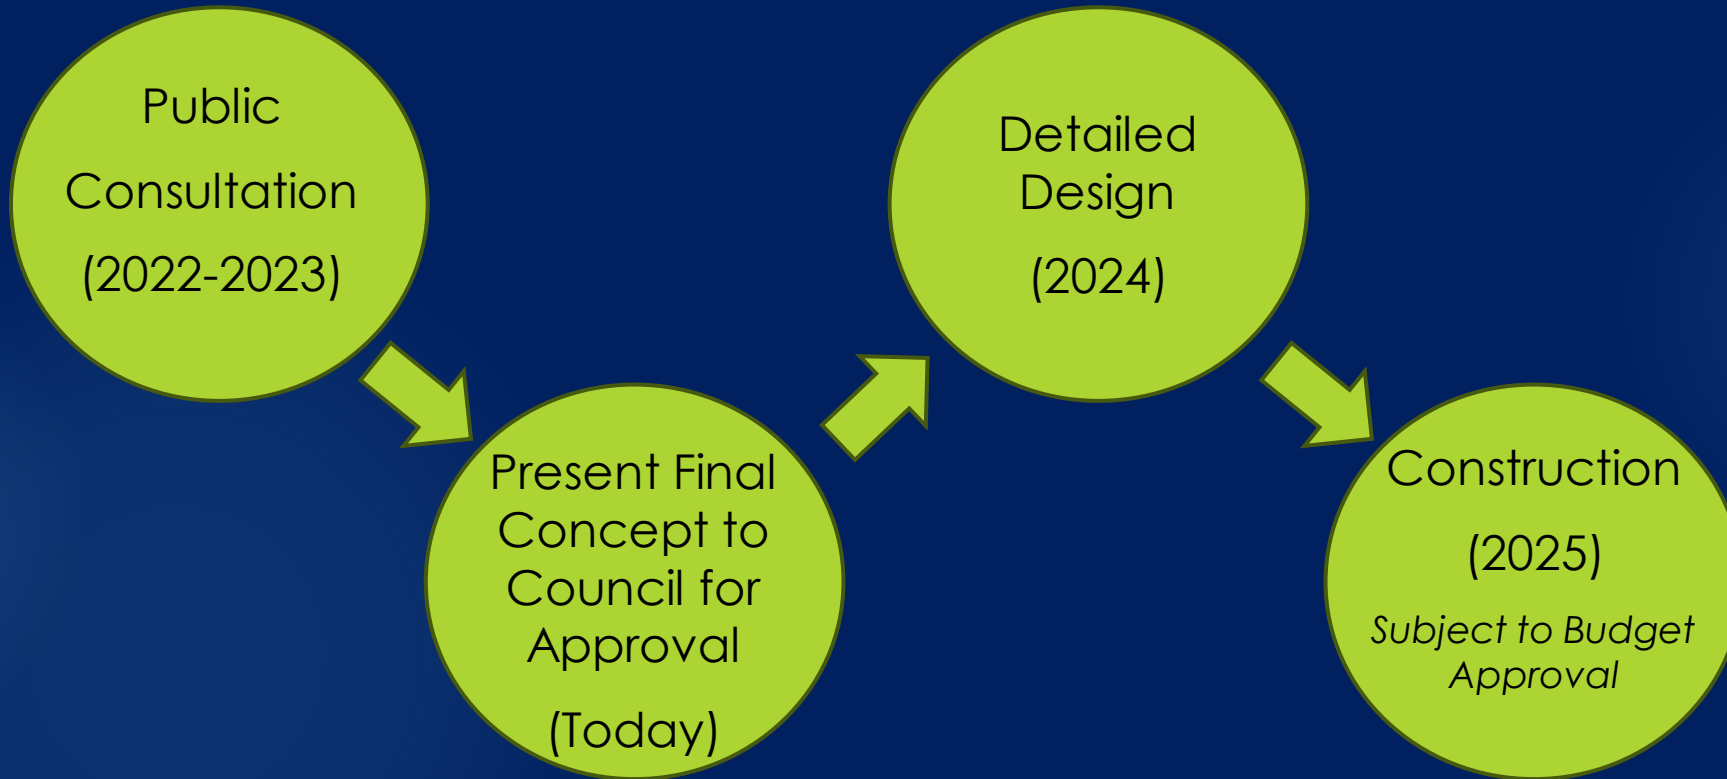 Public
Consultation
(2022-2023)
Present Final
Concept to
Council for
Approval
(Today)
Detailed
Design
(2024)
Construction
(2025)
Subject to Budget
Approval